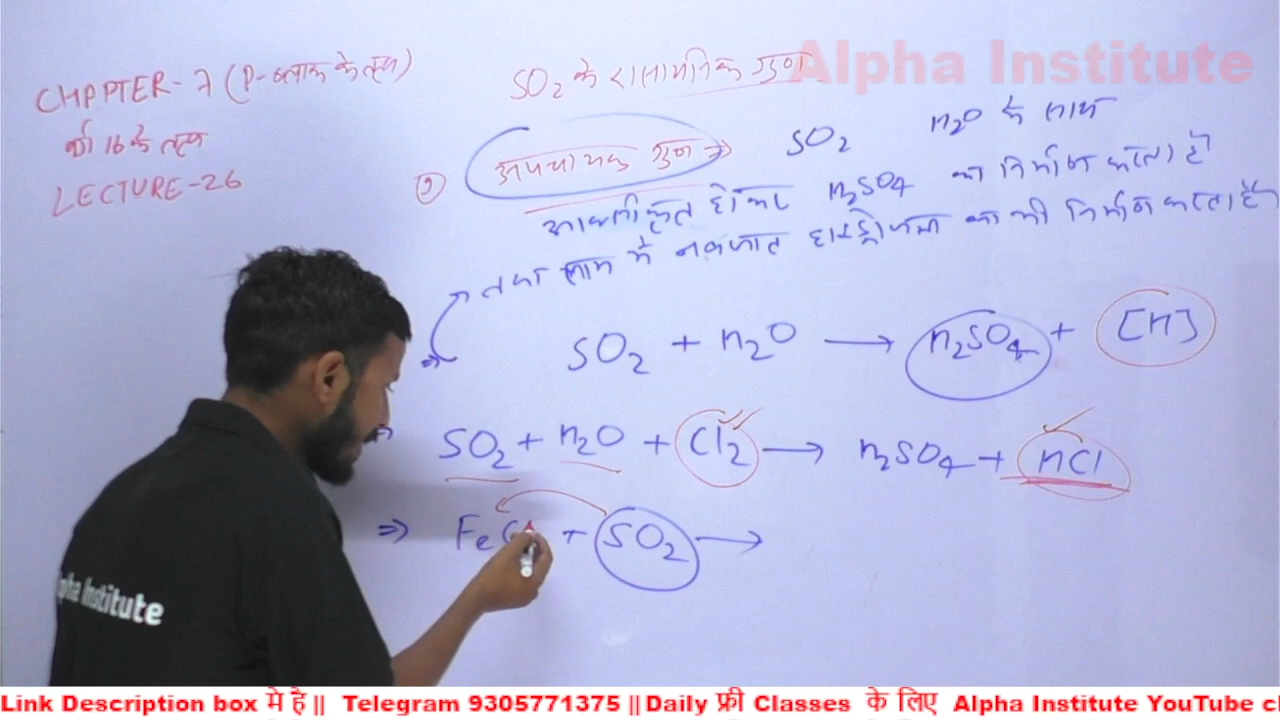 Alpha Institute
CHAPTER-7 (P-ब्लाक के तत्व)
SO₂ के रासायनिक गुण
वर्ग 16 के तत्व
LECTURE-26
① अपचायक गुण → SO₂ H₂O के साथ
आक्सीकृत होकर H₂SO₄ का निर्माण करता है
तथा साथ में नवजात हाइड्रोजन का भी निर्माण करता है
⇒ SO₂ + H₂O → H₂SO₄ + [H]
⇒ SO₂ + H₂O + Cl₂ → H₂SO₄ + HCl
⇒ Fe + SO₂ →
pha Institute
Link Description box मे है || Telegram 9305771375 || Daily फ्री Classes के लिए Alpha Institute YouTube c